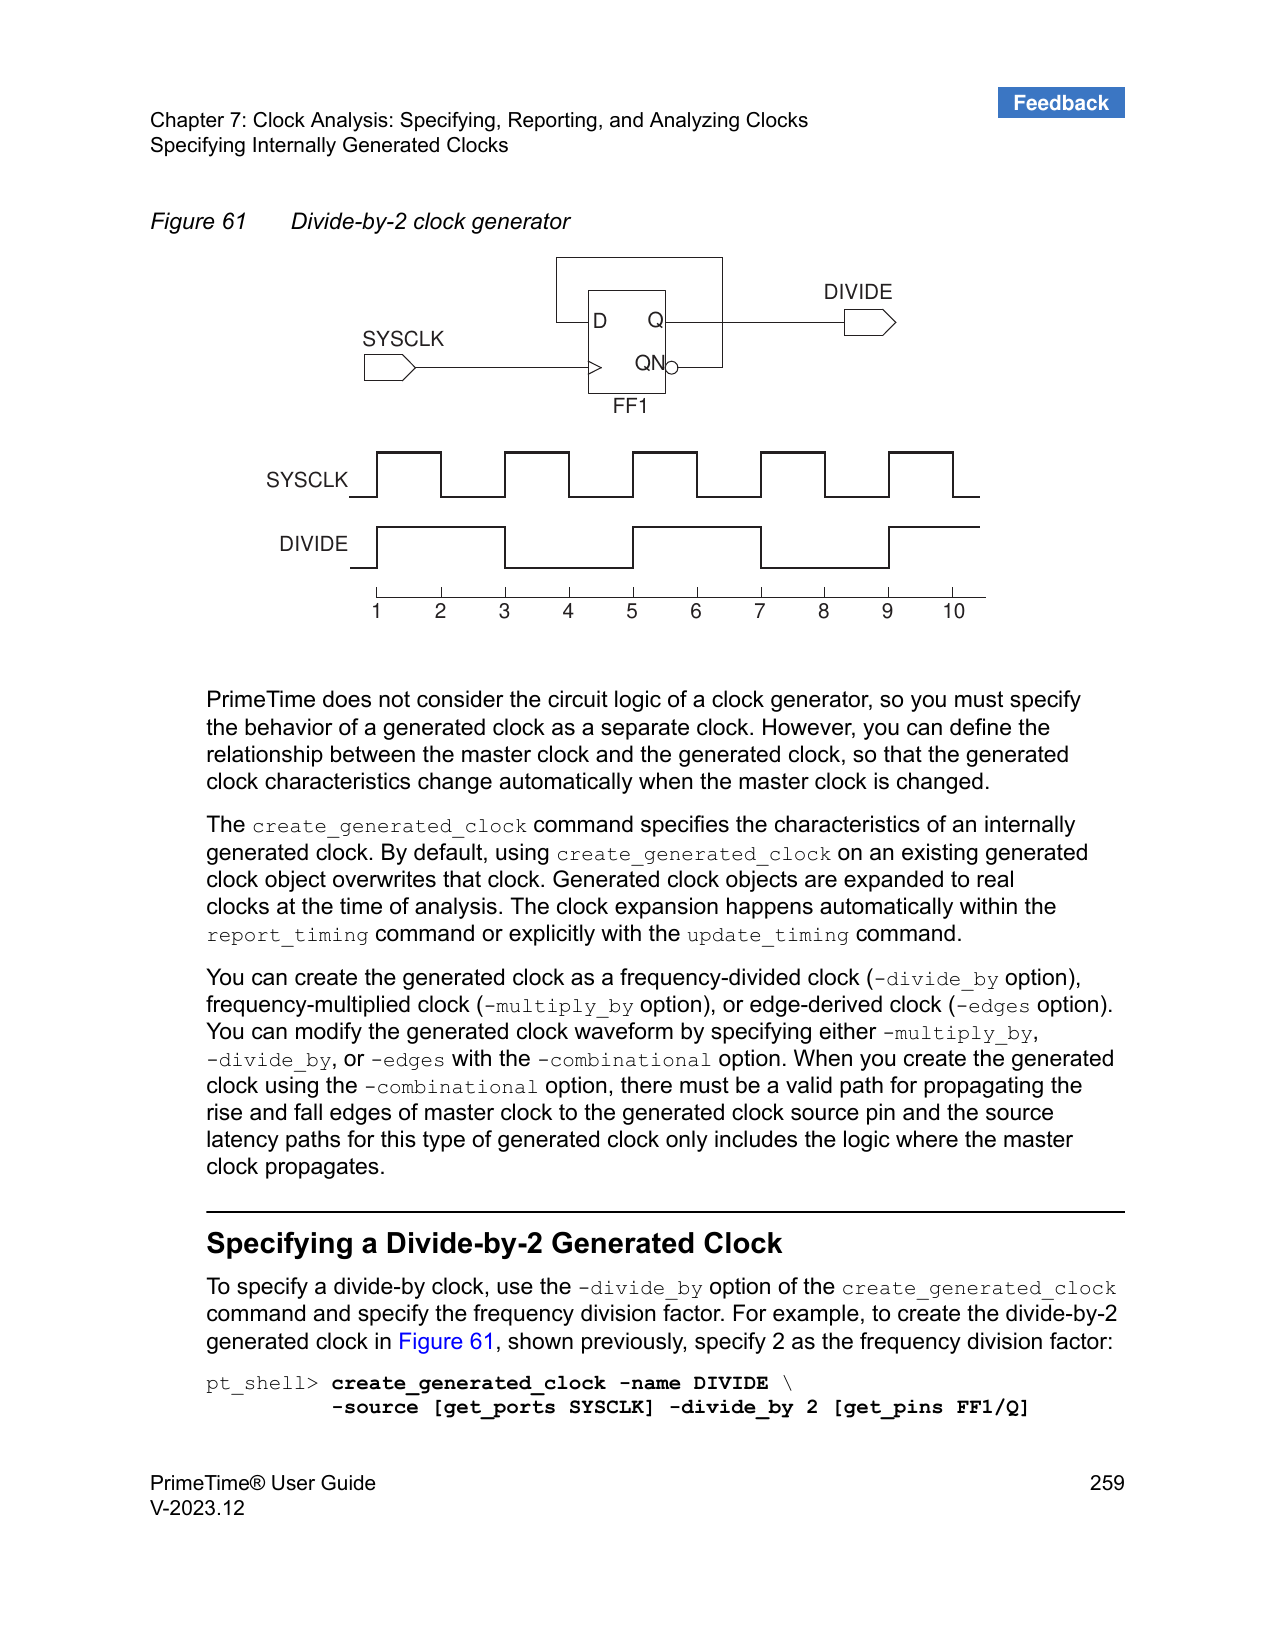 Feedback
Chapter 7: Clock Analysis: Specifying, Reporting, and Analyzing Clocks
Specifying Internally Generated Clocks
Figure 61 Divide-by-2 clock generator
DIVIDE
D Q
SYSCLK
QN
FF1
SYSCLK
DIVIDE
1 2 3 4 5 6 7 8 9 10
PrimeTime does not consider the circuit logic of a clock generator, so you must specify
the behavior of a generated clock as a separate clock. However, you can define the
relationship between the master clock and the generated clock, so that the generated
clock characteristics change automatically when the master clock is changed.
The create_generated_clock command specifies the characteristics of an internally
generated clock. By default, using create_generated_clock on an existing generated
clock object overwrites that clock. Generated clock objects are expanded to real
clocks at the time of analysis. The clock expansion happens automatically within the
report_timing command or explicitly with the update_timing command.
You can create the generated clock as a frequency-divided clock (-divide_by option),
frequency-multiplied clock (-multiply_by option), or edge-derived clock (-edges option).
You can modify the generated clock waveform by specifying either -multiply_by,
-divide_by, or -edges with the -combinational option. When you create the generated
clock using the -combinational option, there must be a valid path for propagating the
rise and fall edges of master clock to the generated clock source pin and the source
latency paths for this type of generated clock only includes the logic where the master
clock propagates.
Specifying a Divide-by-2 Generated Clock
To specify a divide-by clock, use the -divide_by option of the create_generated_clock
command and specify the frequency division factor. For example, to create the divide-by-2
generated clock in Figure 61, shown previously, specify 2 as the frequency division factor:
pt_shell> create_generated_clock -name DIVIDE \
-source [get_ports SYSCLK] -divide_by 2 [get_pins FF1/Q]
PrimeTime® User Guide 259
V-2023.12